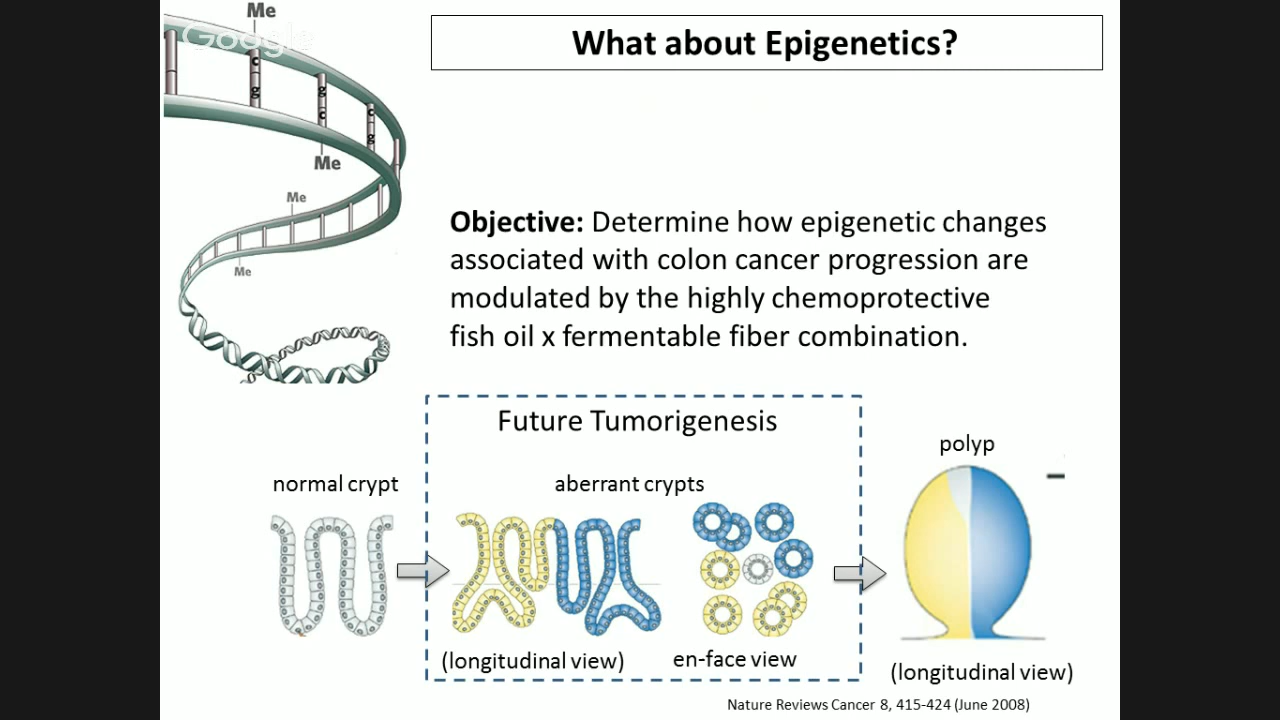 Me
Google
What about Epigenetics?
c
g
g
c
c
g
Me
Me
Me
Objective: Determine how epigenetic changes
associated with colon cancer progression are
modulated by the highly chemoprotective
fish oil x fermentable fiber combination.
Future Tumorigenesis
polyp
normal crypt
aberrant crypts
(longitudinal view)
en-face view
(longitudinal view)
Nature Reviews Cancer 8, 415-424 (June 2008)